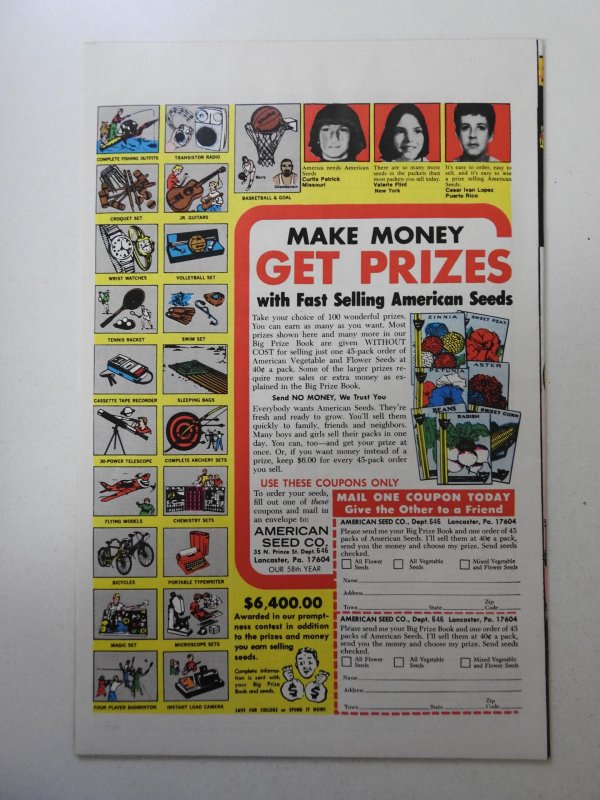 COMPLETE FISHING OUTFITS
TRANSISTOR RADIO
CROQUET SET
JR. GUITARS
WRIST WATCHES
VOLLEYBALL SET
TENNIS RACKET
SWIM SET
CASSETTE TAPE RECORDER
SLEEPING BAGS
30-POWER TELESCOPE
COMPLETE ARCHERY SETS
FLYING MODELS
CHEMISTRY SETS
BICYCLES
PORTABLE TYPEWRITER
MAGIC SET
MICROSCOPE SETS
FOUR PLAYER BADMINTON
INSTANT LOAD CAMERA
Barry
Chamberlain
BASKETBALL & GOAL
America needs American
Seeds
Curtis Patrick
Missouri
There are so many more
seeds in the packets than
most packets you sell today.
Valerie Flint
New York
It's easy to order, easy to
sell, and it's easy to win
a prize selling American
Seeds.
Cesar Ivan Lopez
Puerto Rico
MAKE MONEY
GET PRIZES
with Fast Selling American Seeds
Take your choice of 100 wonderful prizes.
You can earn as many as you want. Most
prizes shown here and many more in our
Big Prize Book are given WITHOUT
COST for selling just one 45-pack order of
American Vegetable and Flower Seeds at
40¢ a pack. Some of the larger prizes re-
quire more sales or extra money as ex-
plained in the Big Prize Book.
Send NO MONEY, We Trust You
Everybody wants American Seeds. They're
fresh and ready to grow. You'll sell them
quickly to family, friends and neighbors.
Many boys and girls sell their packs in one
day. You can, too—and get your prize at
once. Or, if you want money instead of a
prize, keep $6.00 for every 45-pack order
you sell.
ZINNIA
SWEET PEAS
PETUNIA
ASTER
BEANS
RADISH
SWEET CORN
USE THESE COUPONS ONLY
To order your seeds,
fill out one of these
coupons and mail in
an envelope to:
AMERICAN
SEED CO.
35 N. Prince St. Dept. 646
Lancaster, Pa. 17604
OUR 58th YEAR
$6,400.00
Awarded in our prompt-
ness contest in addition
to the prizes and money
you earn selling
seeds.
Complete informa-
tion is sent with
your Big Prize
Book and seeds.
SAVE FOR COLLEGE or SPEND IT NOW!
MAIL ONE COUPON TODAY
Give the Other to a Friend
AMERICAN SEED CO., Dept. 646 Lancaster, Pa. 17604
Please send me your Big Prize Book and one order of 45
packs of American Seeds. I'll sell them at 40¢ a pack,
send you the money and choose my prize. Send seeds
checked.
All Flower Seeds
All Vegetable Seeds
Mixed Vegetable and Flower Seeds
Name
Address
Town State Zip Code
AMERICAN SEED CO., Dept. 646 Lancaster, Pa. 17604
Please send me your Big Prize Book and one order of 45
packs of American Seeds. I'll sell them at 40¢ a pack,
send you the money and choose my prize. Send seeds
checked.
All Flower Seeds
All Vegetable Seeds
Mixed Vegetable and Flower Seeds
Name
Address
Town State Zip Code